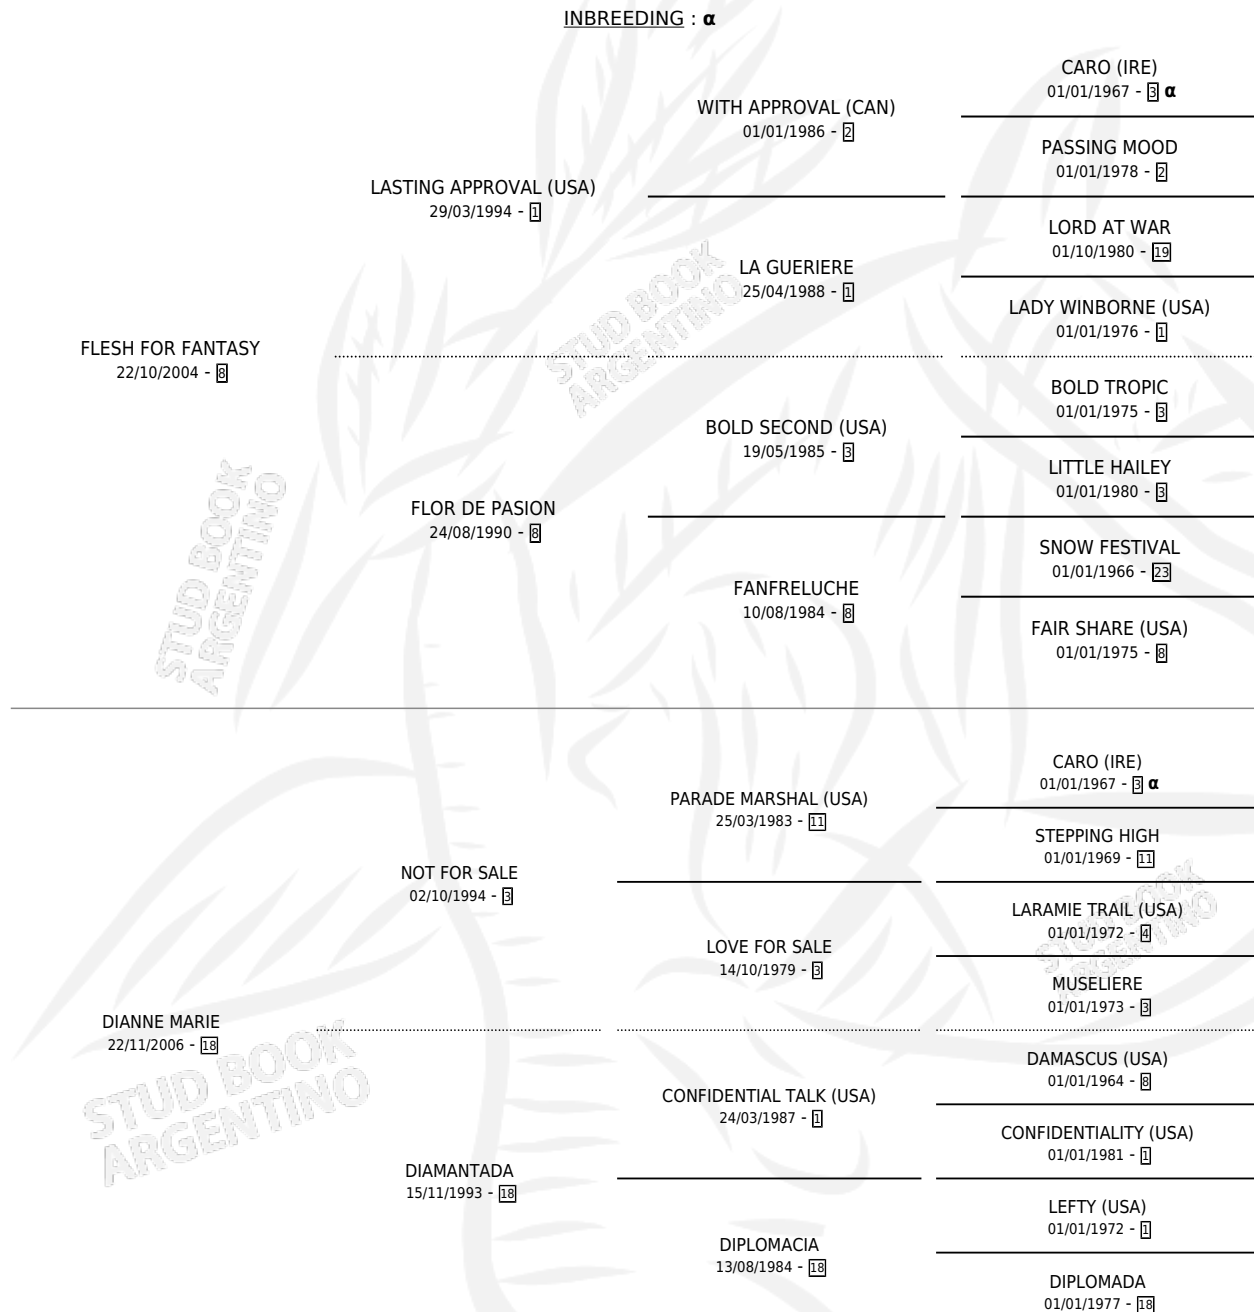 INBREEDING : α
CARO (IRE)
01/01/1967 - 3 α
WITH APPROVAL (CAN)
01/01/1986 - 2
PASSING MOOD
01/01/1978 - 2
LASTING APPROVAL (USA)
29/03/1994 - 1
LORD AT WAR
01/10/1980 - 19
LA GUERIERE
25/04/1988 - 1
LADY WINBORNE (USA)
01/01/1976 - 1
FLESH FOR FANTASY
22/10/2004 - 8
BOLD TROPIC
01/01/1975 - 3
BOLD SECOND (USA)
19/05/1985 - 3
LITTLE HAILEY
01/01/1980 - 3
FLOR DE PASION
24/08/1990 - 8
SNOW FESTIVAL
01/01/1966 - 23
FANFRELUCHE
10/08/1984 - 8
FAIR SHARE (USA)
01/01/1975 - 8
CARO (IRE)
01/01/1967 - 3 α
PARADE MARSHAL (USA)
25/03/1983 - 11
STEPPING HIGH
01/01/1969 - 11
NOT FOR SALE
02/10/1994 - 3
LARAMIE TRAIL (USA)
01/01/1972 - 4
LOVE FOR SALE
14/10/1979 - 3
MUSELIERE
01/01/1973 - 3
DIANNE MARIE
22/11/2006 - 18
DAMASCUS (USA)
01/01/1964 - 8
CONFIDENTIAL TALK (USA)
24/03/1987 - 1
CONFIDENTIALITY (USA)
01/01/1981 - 1
DIAMANTADA
15/11/1993 - 18
LEFTY (USA)
01/01/1972 - 1
DIPLOMACIA
13/08/1984 - 18
DIPLOMADA
01/01/1977 - 18
STUD BOOK
ARGENTINO
STUD BOOK
ARGENTINO
STUD BOOK
ARGENTINO
STUD BOOK
ARGENTINO